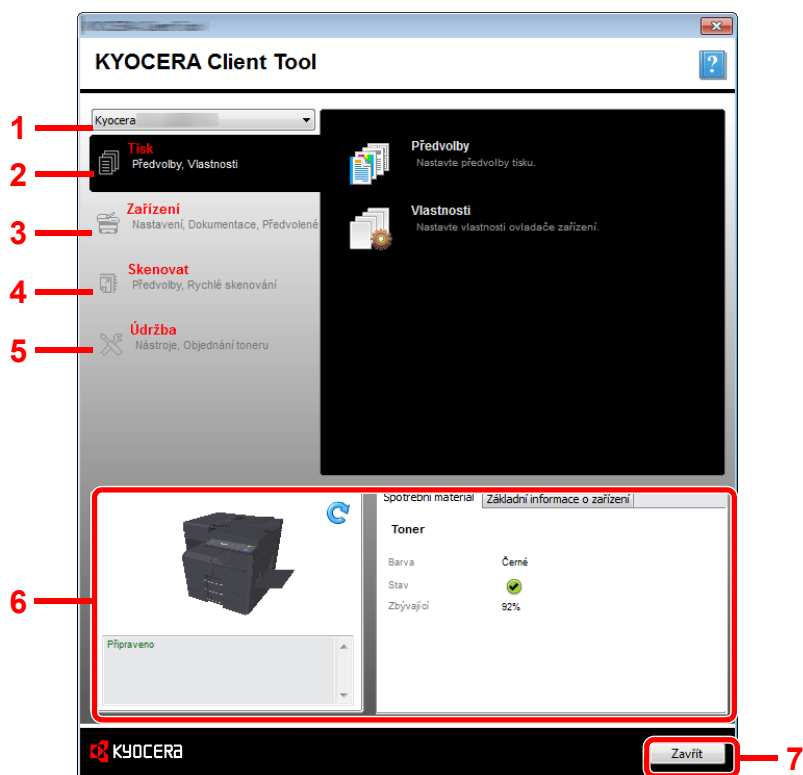 KYOCERA Client Tool
?
1
Kyocera
2
Tisk
Předvolby, Vlastnosti
Předvolby
Nastavte předvolby tisku.
3
Zařízení
Nastavení, Dokumentace, Předvolené
Vlastnosti
Nastavte vlastnosti ovladače zařízení.
4
Skenovat
Předvolby, Rychlé skenování
5
Údržba
Nástroje, Objednání toneru
6
Spotřební materiál
Základní informace o zařízení
Toner
Barva Černé
Stav
Zbývající 92%
Připraveno
KYOCERA
Zavřít
7